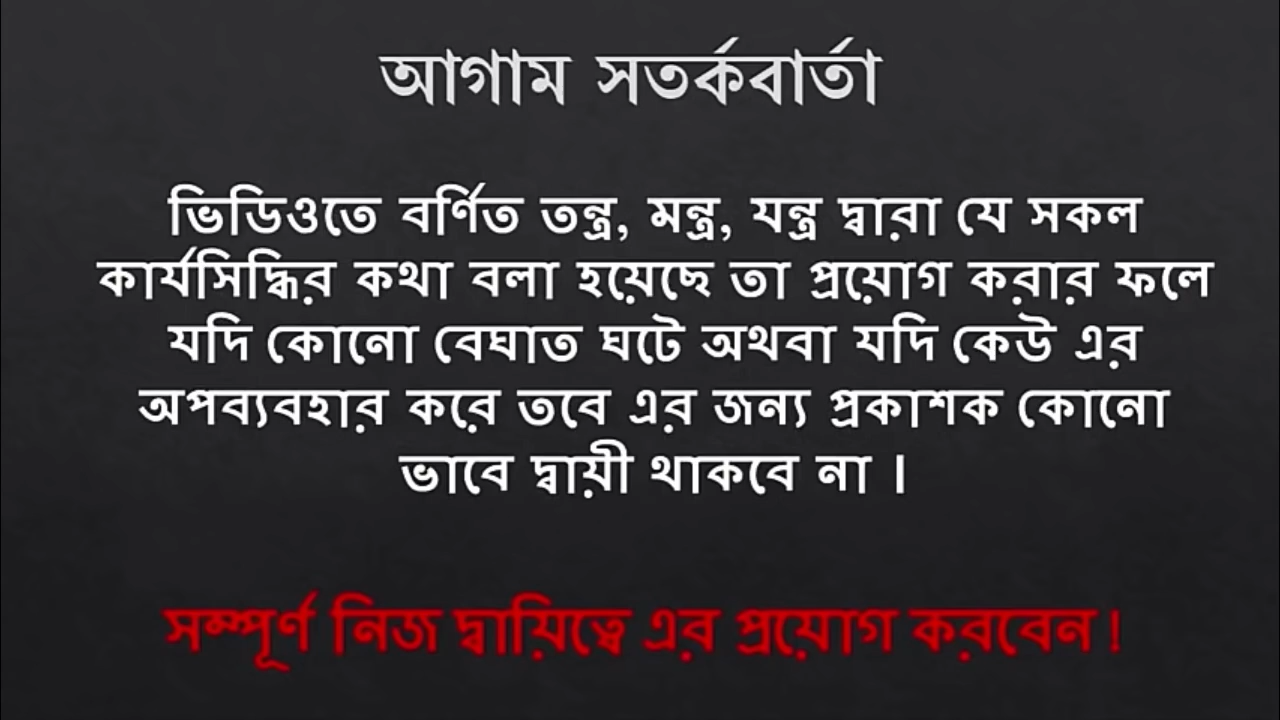 আগাম সতর্কবার্তা
ভিডিওতে বর্ণিত তন্ত্র, মন্ত্র, যন্ত্র দ্বারা যে সকল
কার্যসিদ্ধির কথা বলা হয়েছে তা প্রয়োগ করার ফলে
যদি কোনো বেঘাত ঘটে অথবা যদি কেউ এর
অপব্যবহার করে তবে এর জন্য প্রকাশক কোনো
ভাবে দ্বায়ী থাকবে না ।
সম্পূর্ণ নিজ দ্বায়িত্বে এর প্রয়োগ করবেন !